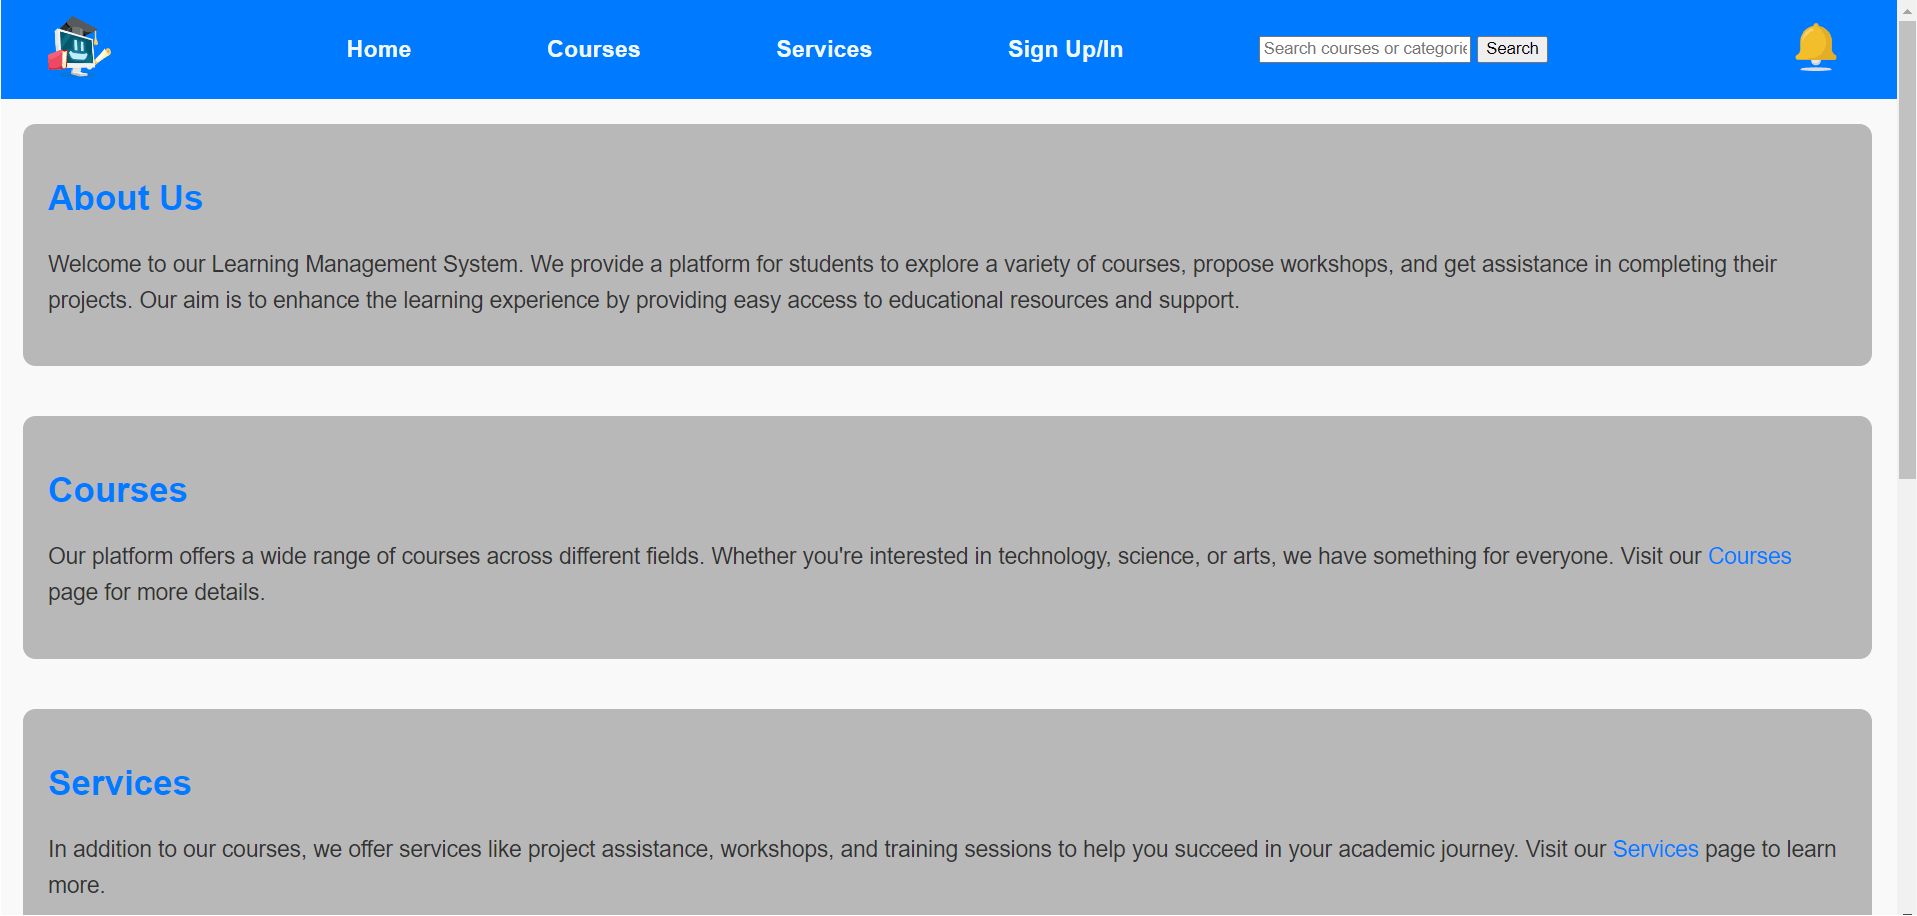 Home Courses Services Sign Up/In Search courses or categorie Search
About Us
Welcome to our Learning Management System. We provide a platform for students to explore a variety of courses, propose workshops, and get assistance in completing their
projects. Our aim is to enhance the learning experience by providing easy access to educational resources and support.
Courses
Our platform offers a wide range of courses across different fields. Whether you're interested in technology, science, or arts, we have something for everyone. Visit our Courses
page for more details.
Services
In addition to our courses, we offer services like project assistance, workshops, and training sessions to help you succeed in your academic journey. Visit our Services page to learn
more.